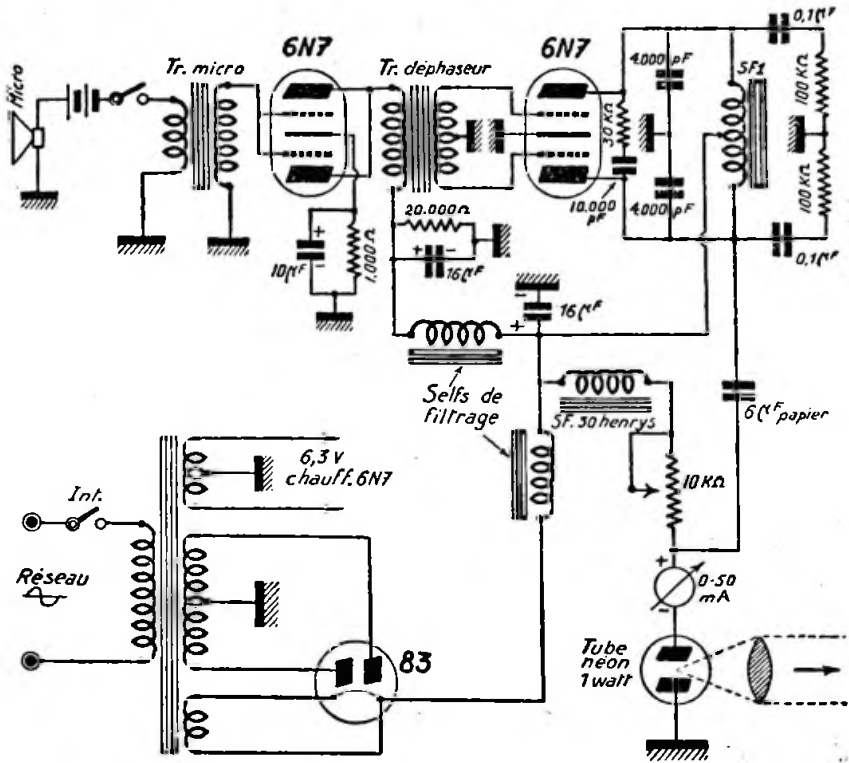 6N7
6N7
0,1µF
Tr. micro
Tr. déphaseur
4.000 pF
SF1
Micro
30 KΩ
100 KΩ
100 KΩ
10.000 pF
4.000 pF
20.000Ω
10µF
1.000Ω
16µF
0,1µF
16µF
Selfs de filtrage
SF. 30 henrys
6µF papier
6,3 v
chauff. 6N7
Int.
10 KΩ
Réseau
0-50
mA
83
Tube
néon
1 watt